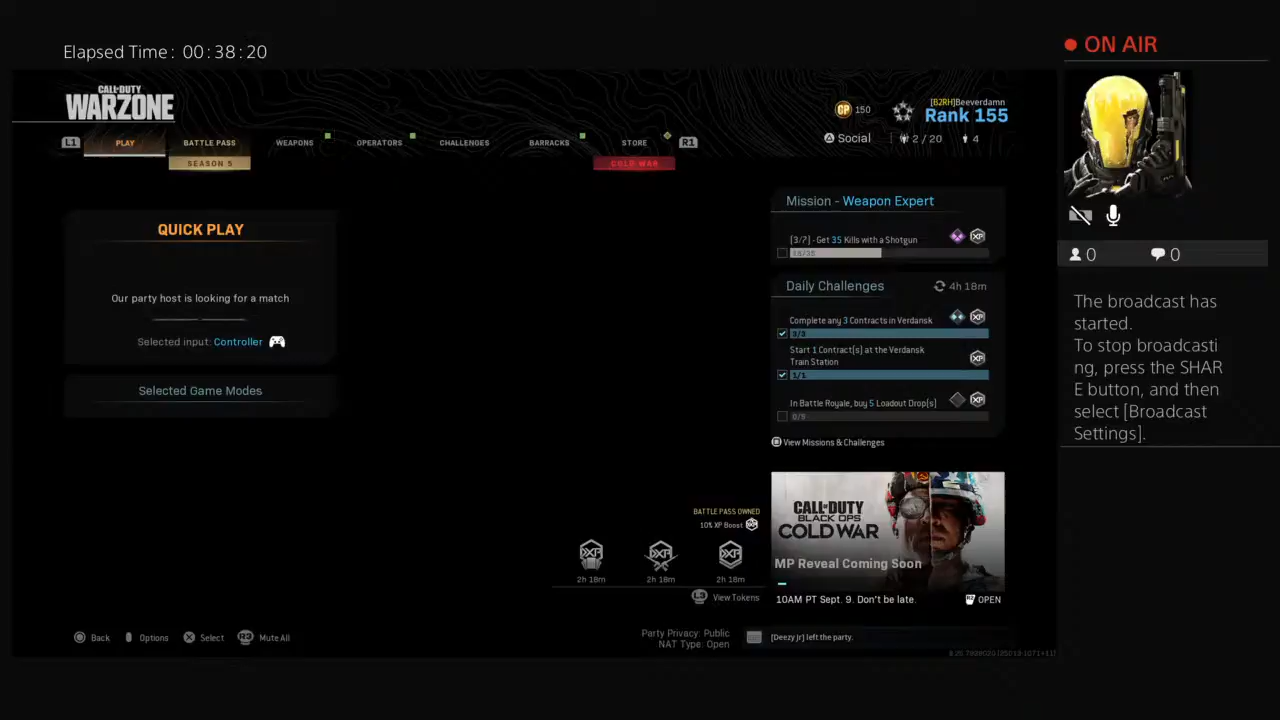 Elapsed Time: 00:38:20
ON AIR
CALL·DUTY
WARZONE
150
[B2RH]Beeverdamn
Rank 155
L1
PLAY
BATTLE PASS
WEAPONS
OPERATORS
CHALLENGES
BARRACKS
STORE
R1
Social
2 / 20
4
SEASON 5
COLD WAR
QUICK PLAY
Our party host is looking for a match
Selected input: Controller
Selected Game Modes
Mission - Weapon Expert
[3/7] - Get 35 Kills with a Shotgun
XP
Daily Challenges
4h 18m
Complete any 3 Contracts in Verdansk
XP
3/3
Start 1 Contract[s] at the Verdansk
Train Station
XP
1/1
In Battle Royale, buy 5 Loadout Drop[s]
XP
View Missions & Challenges
0
0
The broadcast has
started.
To stop broadcasti
ng, press the SHAR
E button, and then
select [Broadcast
Settings].
BATTLE PASS OWNED
10% XP Boost
2h 18m
2h 18m
2h 18m
View Tokens
CALL·DUTY
BLACK OPS
COLD WAR
MP Reveal Coming Soon
10AM PT Sept. 9. Don't be late.
OPEN
Back
Options
Select
Mute All
Party Privacy: Public
NAT Type: Open
[Deezy jr] left the party.